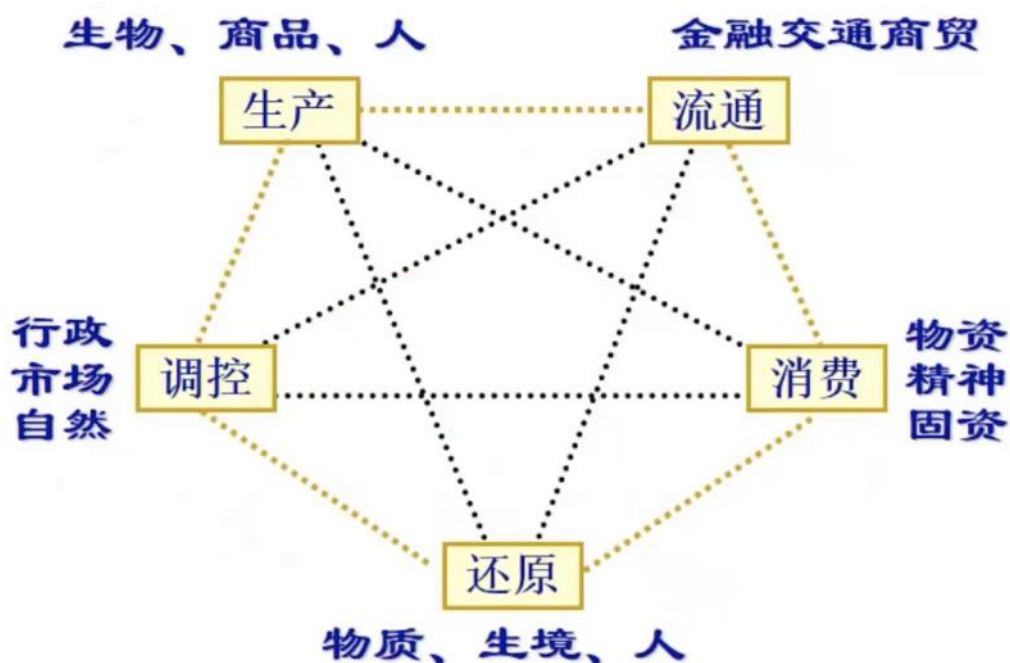 生物、商品、人
金融交通商贸
生产
流通
行政
市场
自然
调控
消费
物资
精神
固资
还原
物质、生境、人